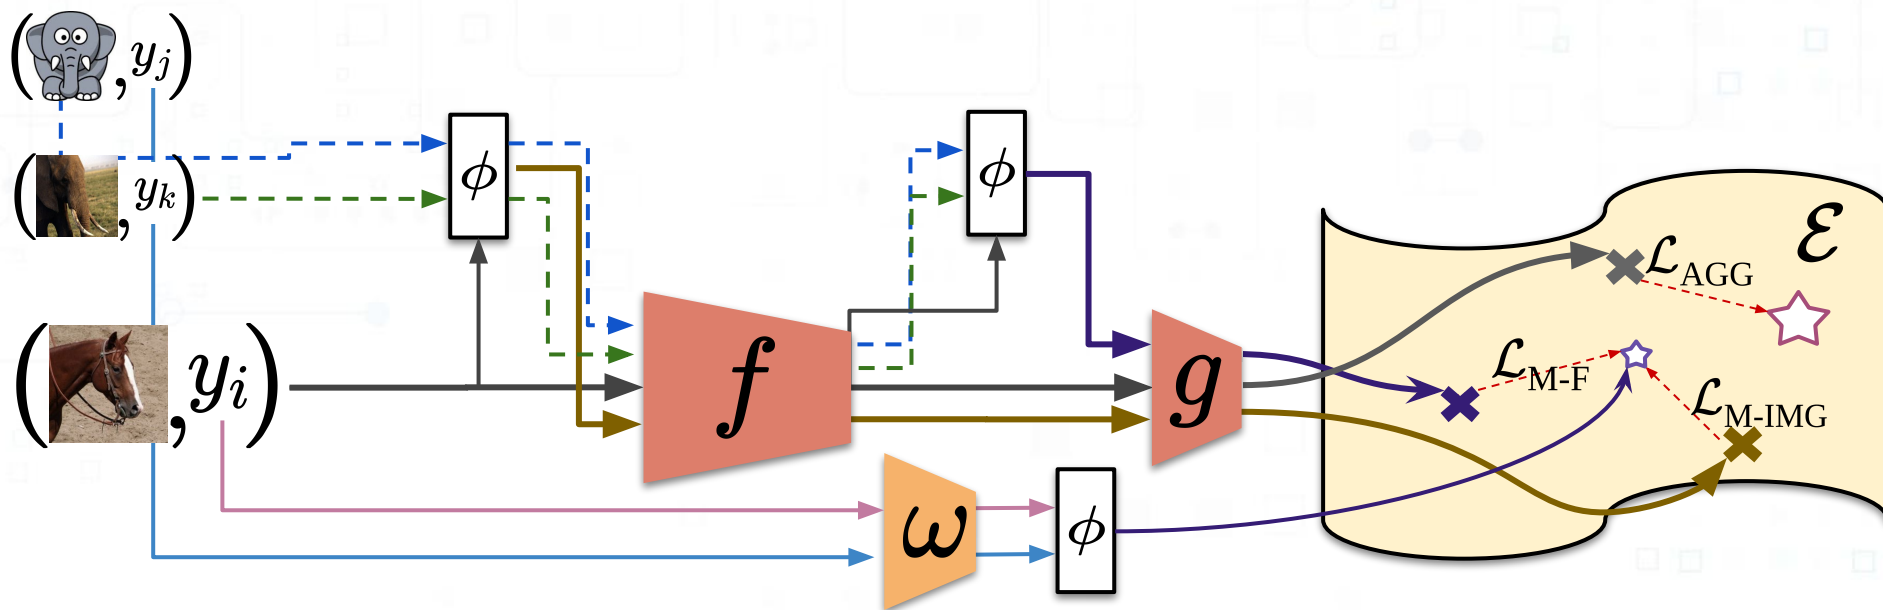 ( , y_j )
( , y_k )
( , y_i )
ϕ
ϕ
f
g
ω
ϕ
ℰ
ℒ_AGG
ℒ_M-F
ℒ_M-IMG